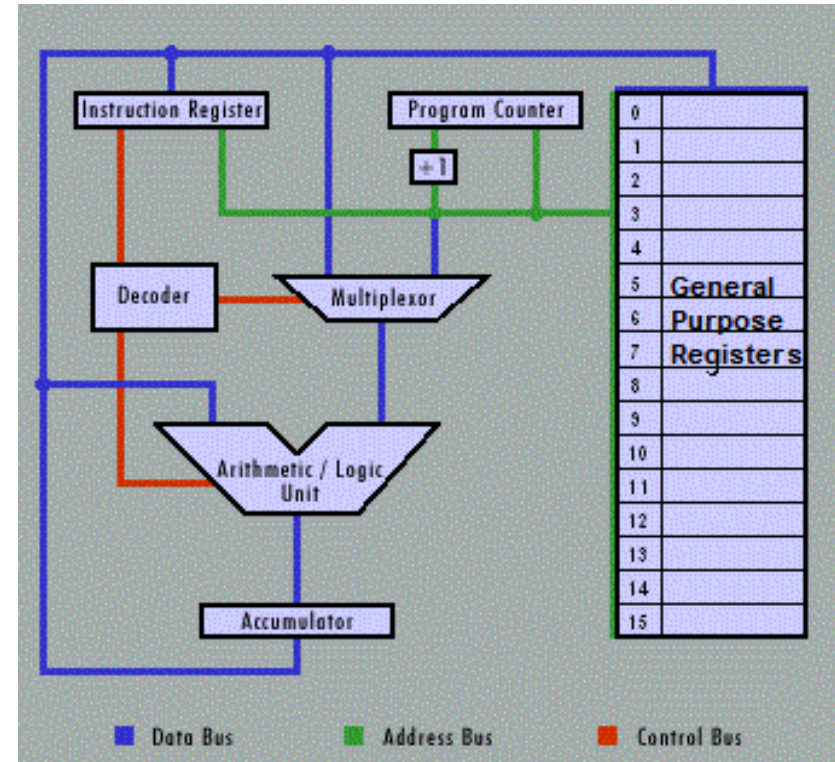 Instruction Register
Program Counter
+1
Decoder
Multiplexor
Arithmetic / Logic
Unit
Accumulator
0
1
2
3
4
5 General
6 Purpose
7 Registers
8
9
10
11
12
13
14
15
Data Bus
Address Bus
Control Bus